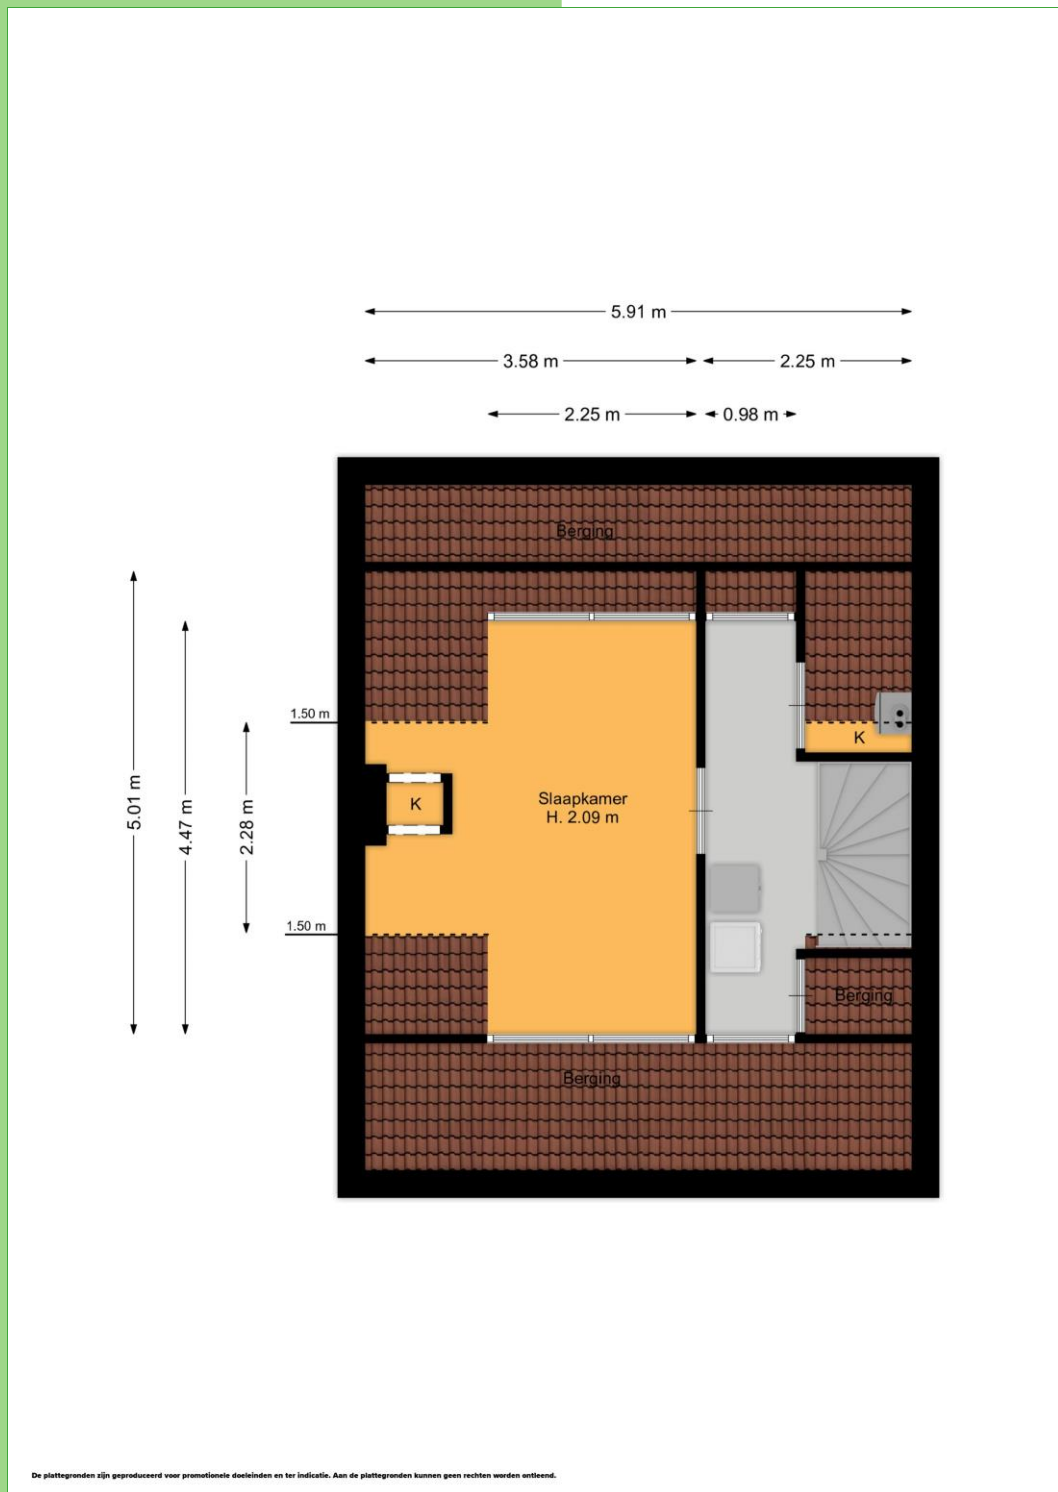 5.91 m
3.58 m
2.25 m
2.25 m
0.98 m
Berging
1.50 m
K
K
Slaapkamer
H. 2.09 m
5.01 m
4.47 m
2.28 m
1.50 m
Berging
Berging
De plattegronden zijn geproduceerd voor promotionele doeleinden en ter indicatie. Aan de plattegronden kunnen geen rechten worden ontleend.